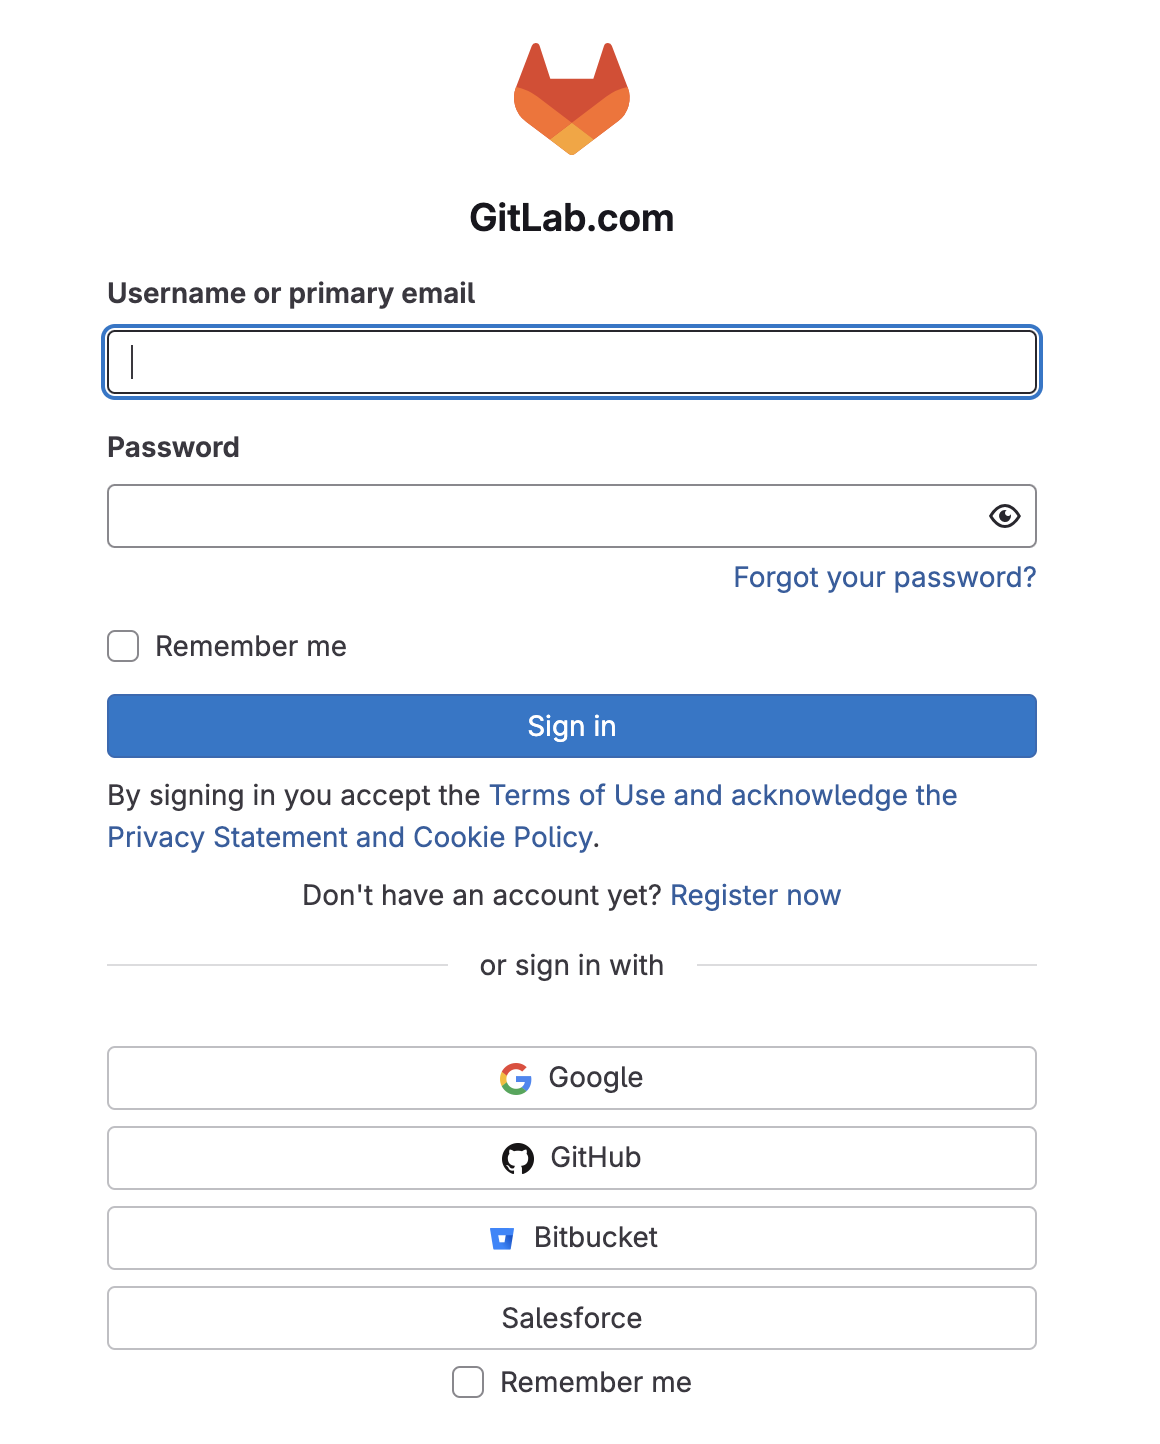 GitLab.com
Username or primary email
Password
Forgot your password?
Remember me
Sign in
By signing in you accept the Terms of Use and acknowledge the
Privacy Statement and Cookie Policy.
Don't have an account yet? Register now
or sign in with
Google
GitHub
Bitbucket
Salesforce
Remember me